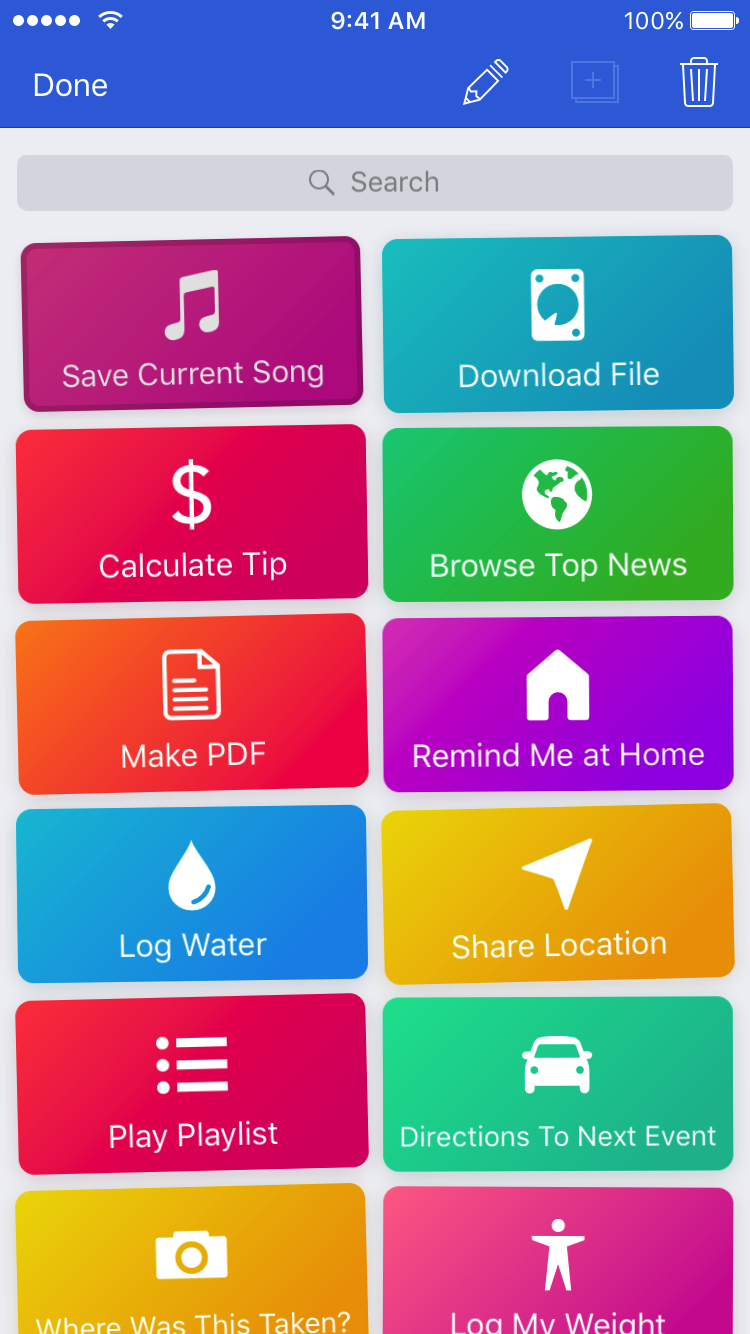 9:41 AM
100%
Done
Search
Save Current Song
Download File
Calculate Tip
Browse Top News
Make PDF
Remind Me at Home
Log Water
Share Location
Play Playlist
Directions To Next Event
Where Was This Taken?
Log My Weight